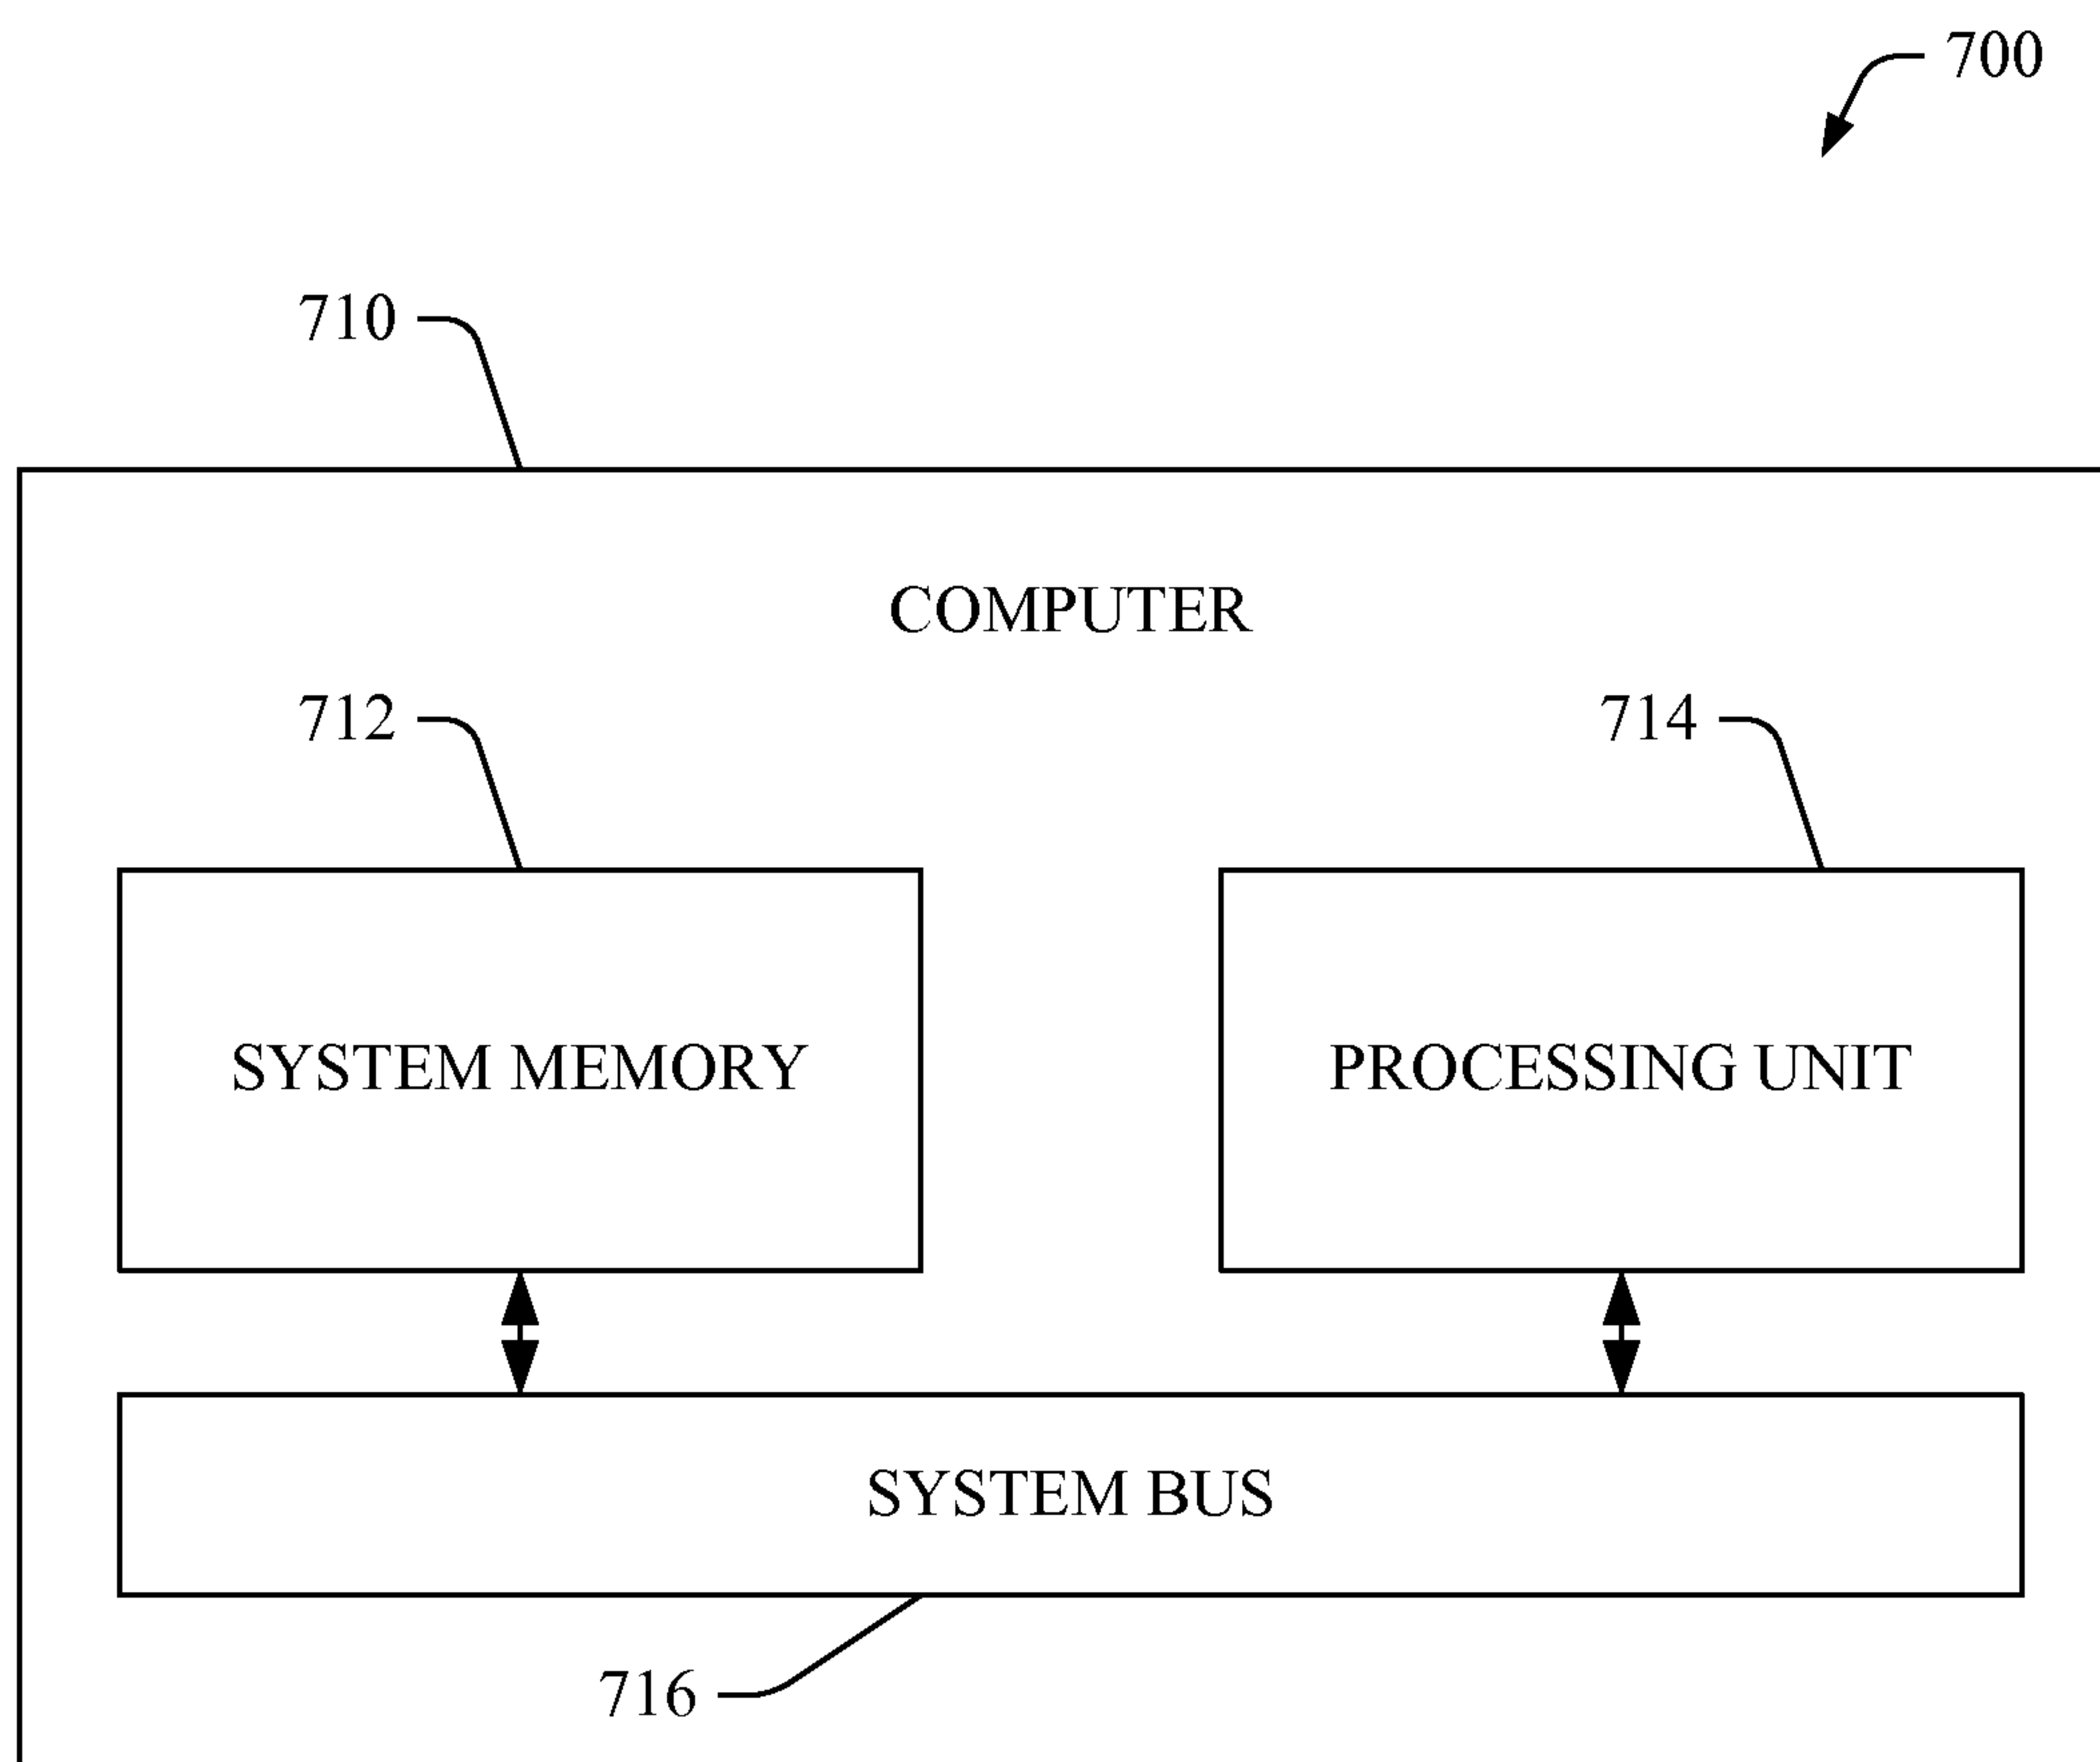 700
710
COMPUTER
712
714
SYSTEM MEMORY
PROCESSING UNIT
SYSTEM BUS
716